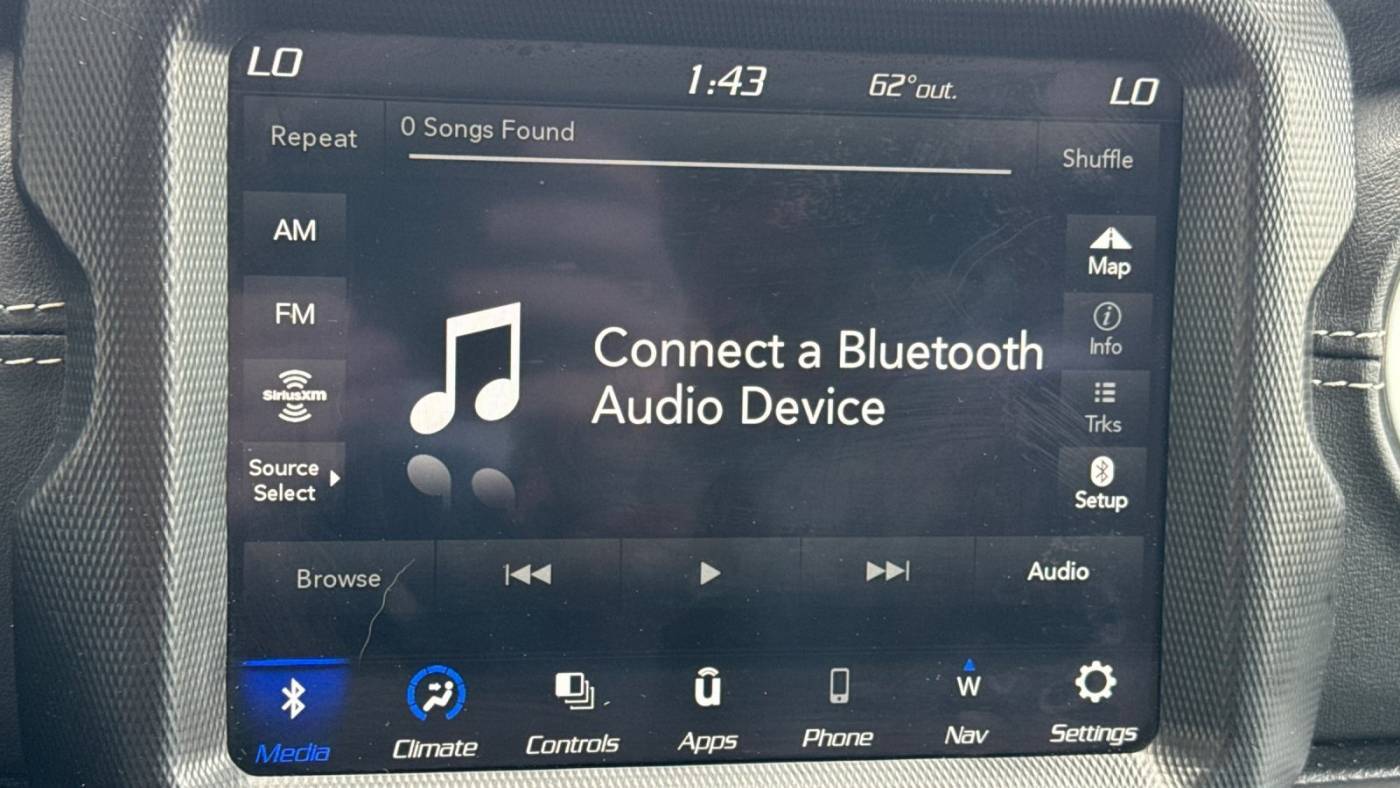 LO 1:43 62°out. LO
Repeat 0 Songs Found Shuffle
AM
FM
SiriusXM
Source
Select
Connect a Bluetooth
Audio Device
Map
Info
Trks
Setup
Browse Audio
Media Climate Controls Apps Phone W Nav Settings